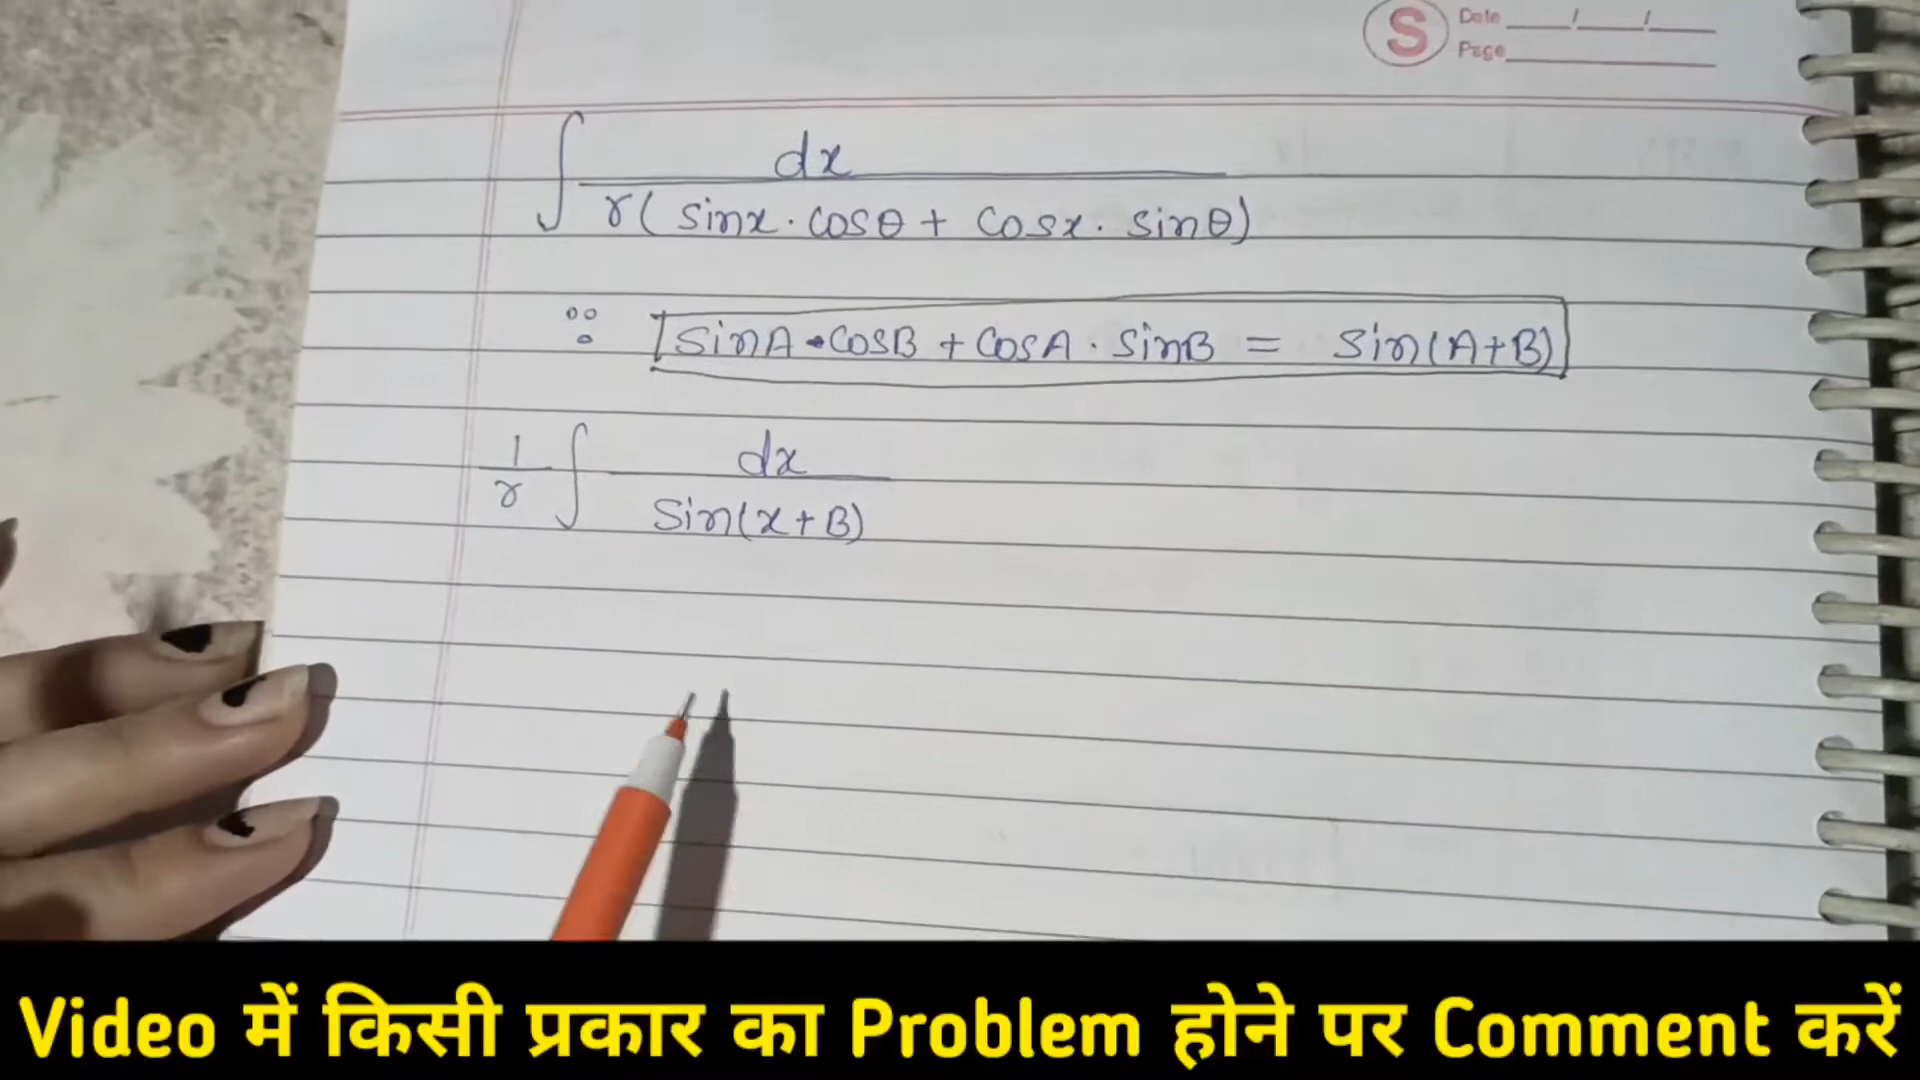 S Date / /
Page
∫ dx / r(sinx · cosθ + cosx · sinθ)
∵ sinA · cosB + cosA · sinB = sin(A+B)
1/r ∫ dx / sin(x+B)
Video में किसी प्रकार का Problem होने पर Comment करें